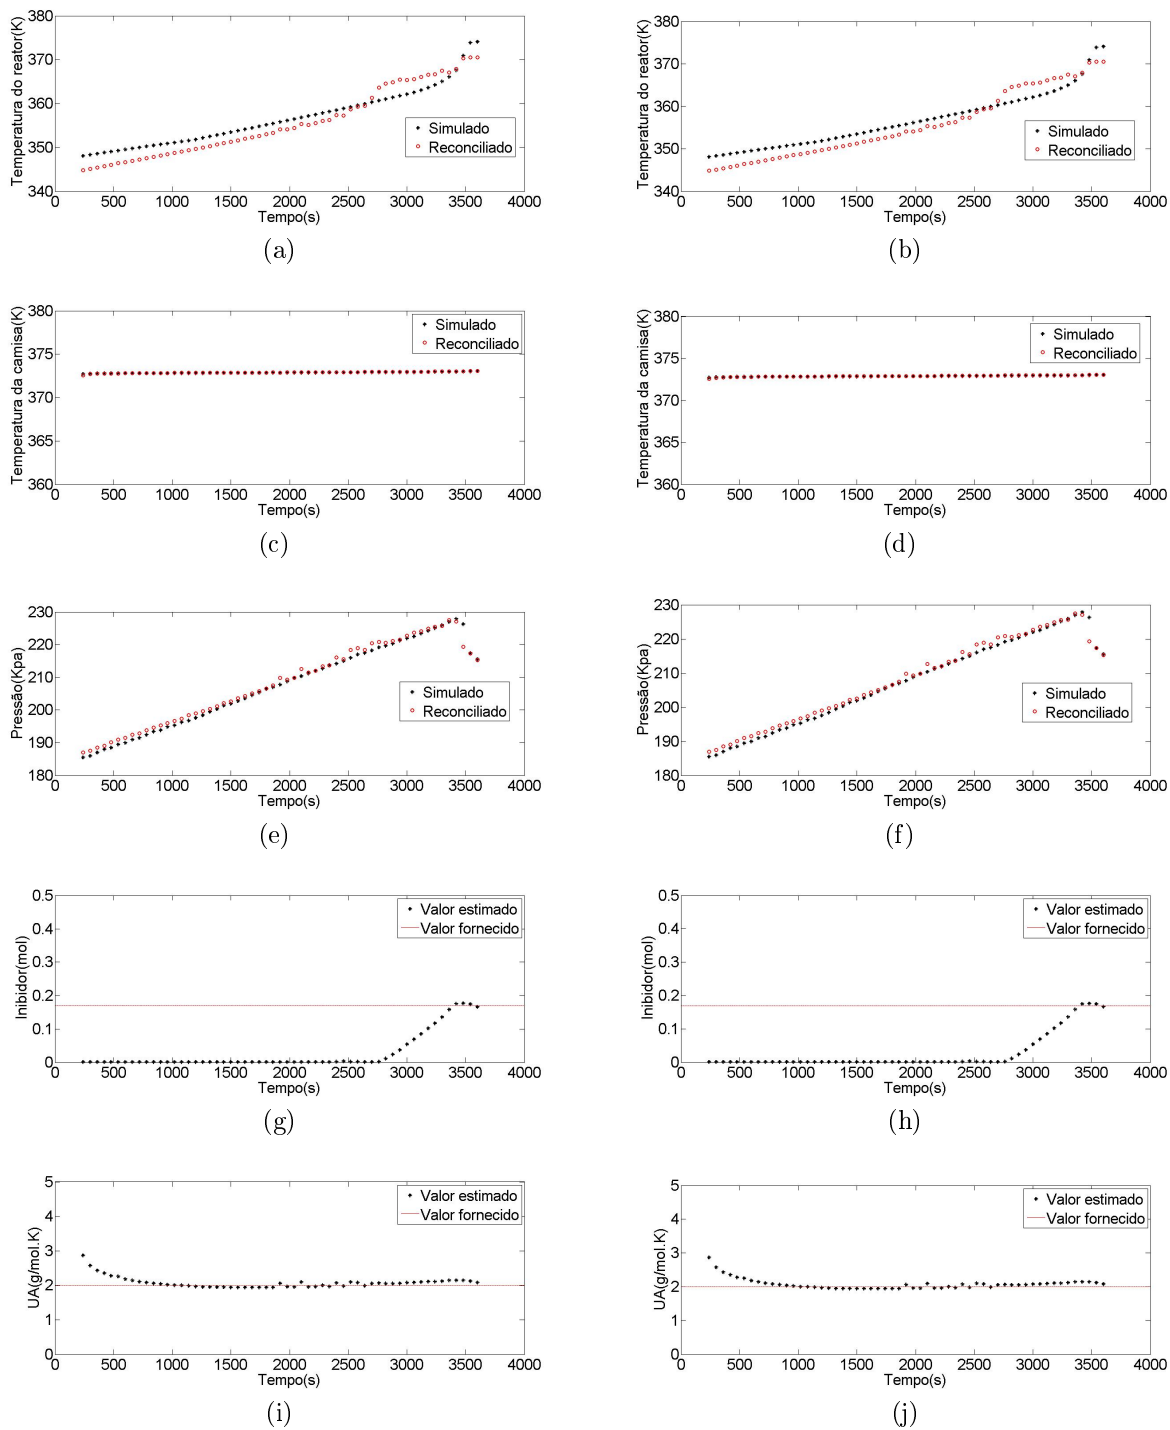 380
370
360
350
340
Temperatura do reator(K)
Simulado
Reconciliado
0 500 1000 1500 2000 2500 3000 3500 4000
Tempo(s)
(a)
380
370
360
350
340
Temperatura do reator(K)
Simulado
Reconciliado
0 500 1000 1500 2000 2500 3000 3500 4000
Tempo(s)
(b)
380
375
370
365
360
Temperatura da camisa(K)
Simulado
Reconciliado
0 500 1000 1500 2000 2500 3000 3500 4000
Tempo(s)
(c)
380
375
370
365
360
Temperatura da camisa(K)
Simulado
Reconciliado
0 500 1000 1500 2000 2500 3000 3500 4000
Tempo(s)
(d)
230
220
210
200
190
180
Pressão(Kpa)
Simulado
Reconciliado
0 500 1000 1500 2000 2500 3000 3500 4000
Tempo(s)
(e)
230
220
210
200
190
180
Pressão(Kpa)
Simulado
Reconciliado
0 500 1000 1500 2000 2500 3000 3500 4000
Tempo(s)
(f)
0.5
0.4
0.3
0.2
0.1
0
Inibidor(mol)
Valor estimado
Valor fornecido
0 500 1000 1500 2000 2500 3000 3500 4000
Tempo(s)
(g)
0.5
0.4
0.3
0.2
0.1
0
Inibidor(mol)
Valor estimado
Valor fornecido
0 500 1000 1500 2000 2500 3000 3500 4000
Tempo(s)
(h)
5
4
3
2
1
0
UA(g/mol.K)
Valor estimado
Valor fornecido
0 500 1000 1500 2000 2500 3000 3500 4000
Tempo(s)
(i)
5
4
3
2
1
0
UA(g/mol.K)
Valor estimado
Valor fornecido
0 500 1000 1500 2000 2500 3000 3500 4000
Tempo(s)
(j)